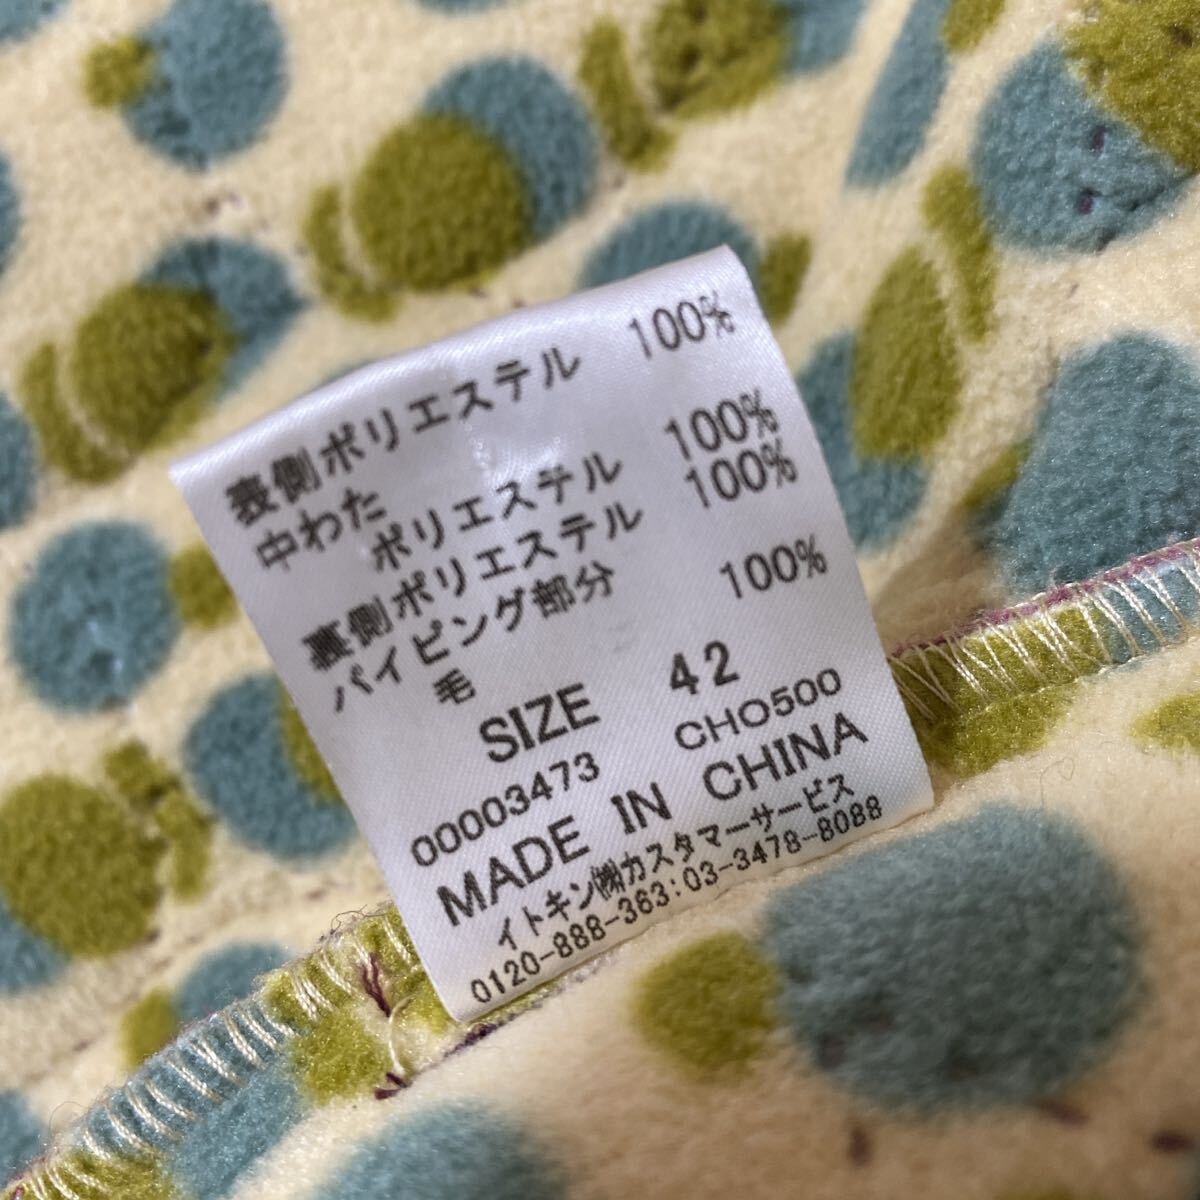 表側ポリエステル 100%
中わた
ポリエステル 100%
裏側ポリエステル 100%
パイピング部分
毛 100%
SIZE 42
00003473 CHO500
MADE IN CHINA
イトキン㈱カスタマーサービス
0120-888-363:03-3478-8088